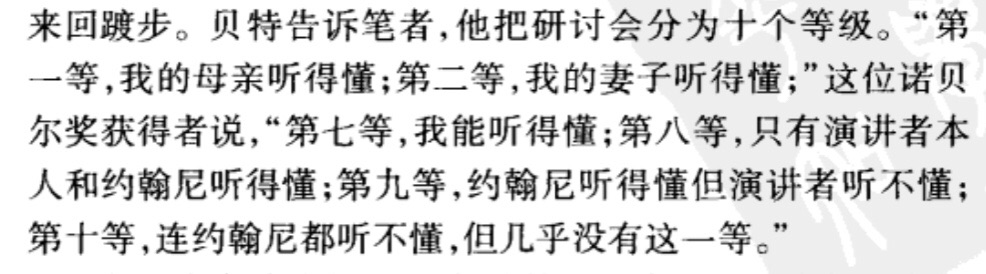 来回踱步。贝特告诉笔者,他把研讨会分为十个等级。“第
一等,我的母亲听得懂;第二等,我的妻子听得懂;”这位诺贝
尔奖获得者说,“第七等,我能听得懂;第八等,只有演讲者本
人和约翰尼听得懂;第九等,约翰尼听得懂但演讲者听不懂;
第十等,连约翰尼都听不懂,但几乎没有这一等。”